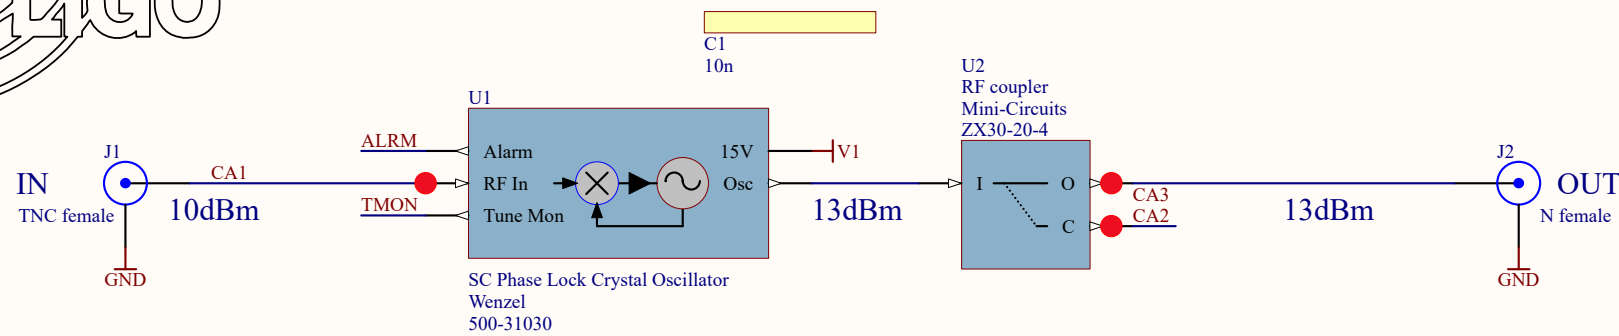 LIGO
C1
10n
U2
RF coupler
Mini-Circuits
ZX30-20-4
U1
ALRM
Alarm
15V
V1
J1
J2
IN
CA1
RF In
Osc
I
O
CA3
OUT
TNC female
10dBm
TMON
Tune Mon
13dBm
C
CA2
13dBm
N female
GND
GND
SC Phase Lock Crystal Oscillator
Wenzel
500-31030